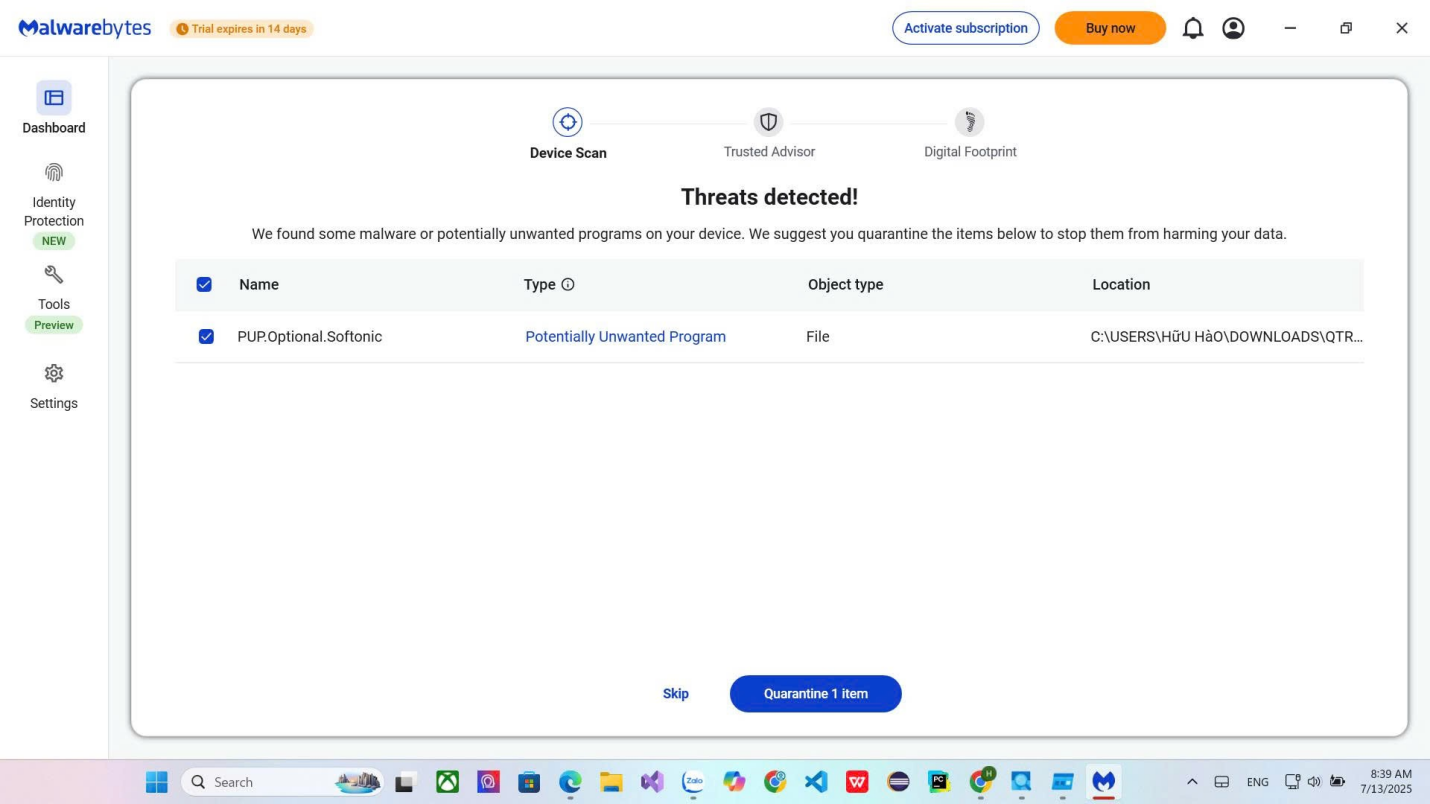 Malwarebytes
Trial expires in 14 days
Activate subscription
Buy now
Dashboard
Identity
Protection
NEW
Tools
Preview
Settings
Device Scan
Trusted Advisor
Digital Footprint
Threats detected!
We found some malware or potentially unwanted programs on your device. We suggest you quarantine the items below to stop them from harming your data.
Name
Type
Object type
Location
PUP.Optional.Softonic
Potentially Unwanted Program
File
C:\USERS\HữU HàO\DOWNLOADS\QTR...
Skip
Quarantine 1 item
Search
Zalo
PC
H
ENG
8:39 AM
7/13/2025